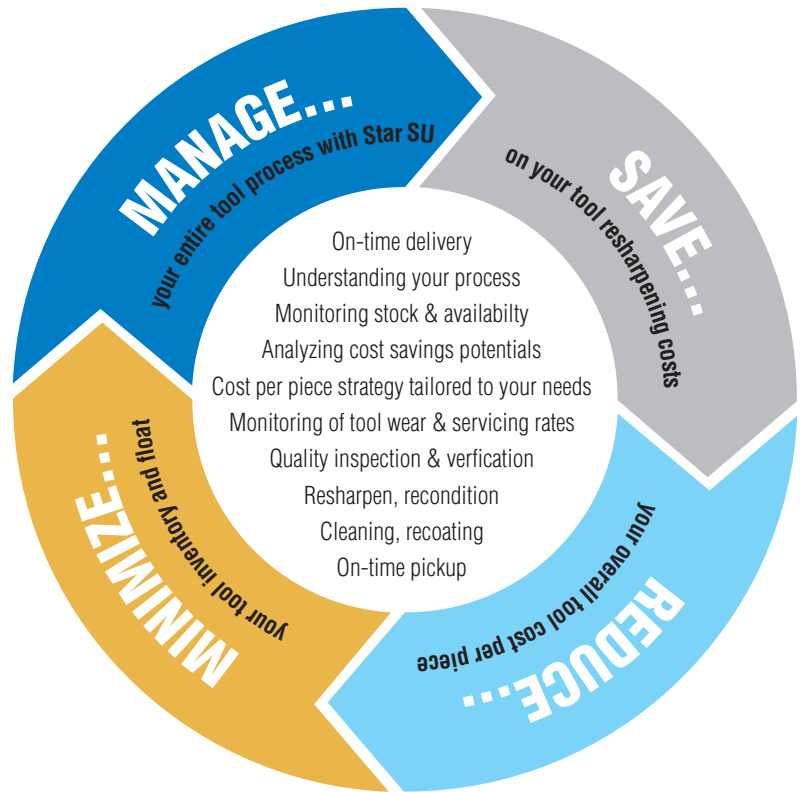 MANAGE...
your entire tool process with Star SU
SAVE...
on your tool resharpening costs
REDUCE...
your overall tool cost per piece
MINIMIZE...
your tool inventory and float
On-time delivery
Understanding your process
Monitoring stock & availabilty
Analyzing cost savings potentials
Cost per piece strategy tailored to your needs
Monitoring of tool wear & servicing rates
Quality inspection & verfication
Resharpen, recondition
Cleaning, recoating
On-time pickup